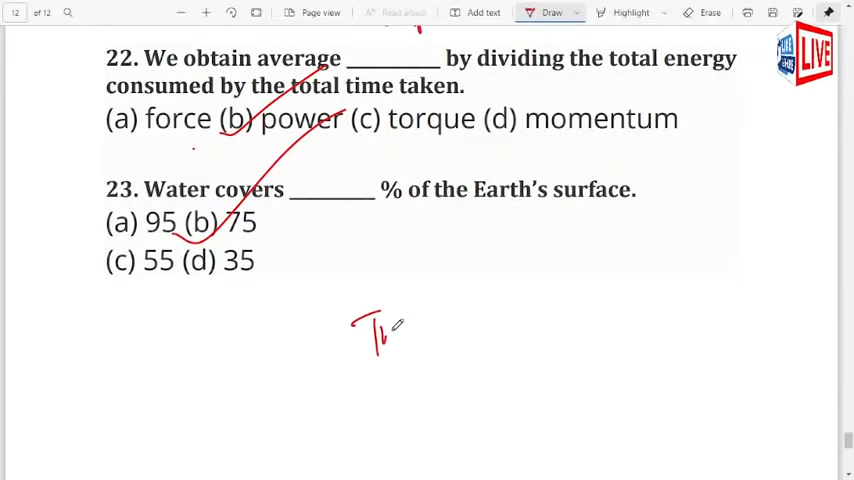 12 of 12 Page view Read aloud Add text Draw Highlight Erase
LIVE
22. We obtain average __________ by dividing the total energy
consumed by the total time taken.
(a) force (b) power (c) torque (d) momentum
23. Water covers _________ % of the Earth's surface.
(a) 95 (b) 75
(c) 55 (d) 35